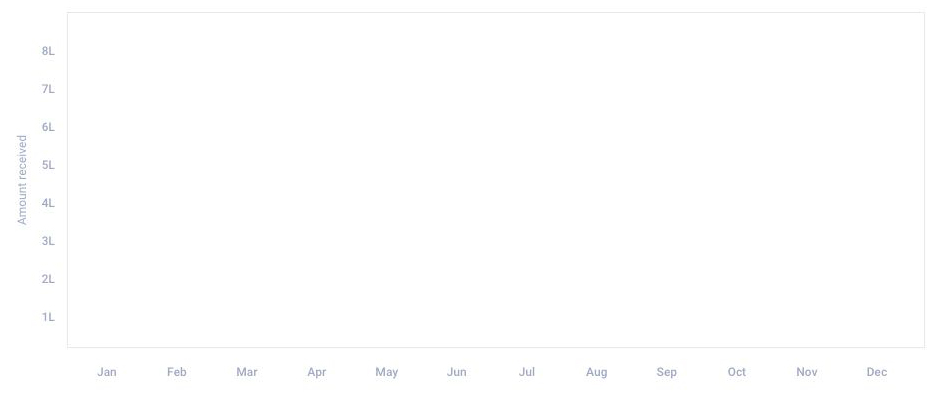 8L
7L
6L
5L
4L
3L
2L
1L
Amount received
Jan Feb Mar Apr May Jun Jul Aug Sep Oct Nov Dec